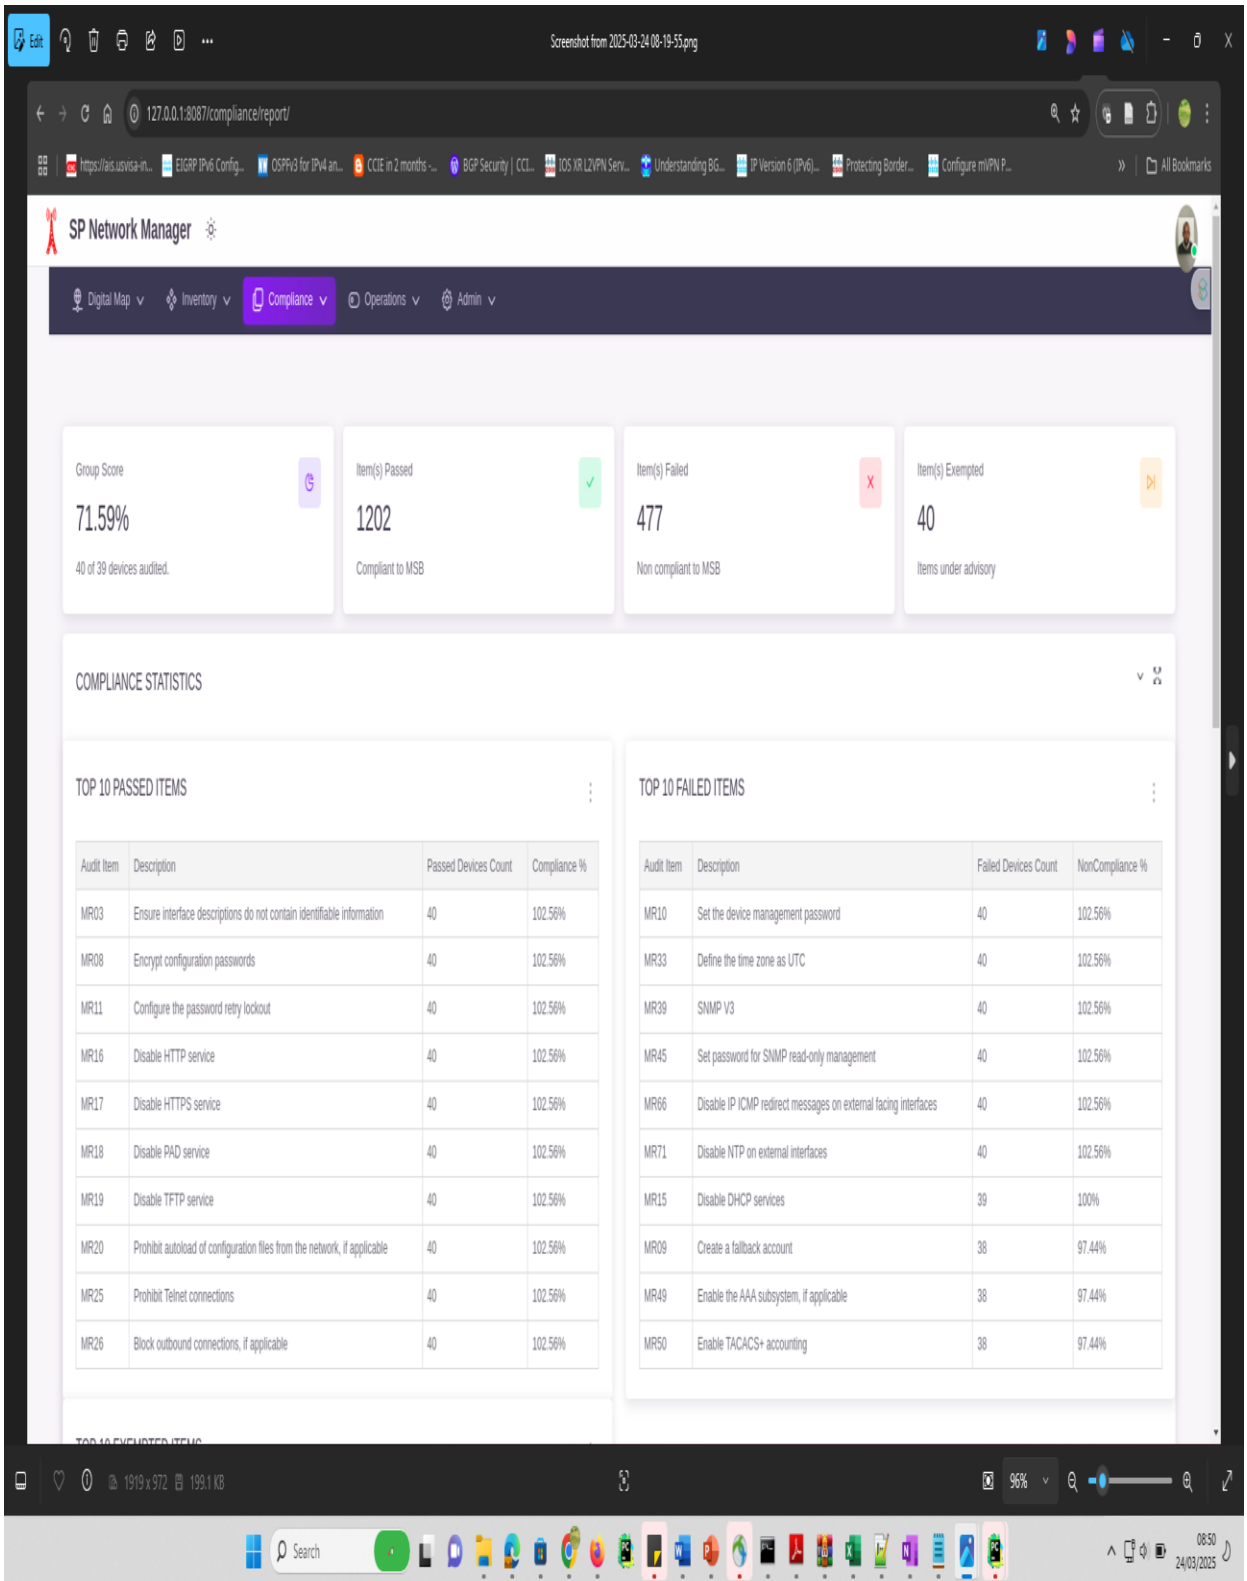 Edit
Screenshot from 2025-03-24 08-19-55.png
127.0.0.1:8087/compliance/report/
https://ais.usvisa-in... EIGRP IPv6 Config... OSPFv3 for IPv4 an... CCIE in 2 months -... BGP Security | CCI... IOS XR L2VPN Serv... Understanding BG... IP Version 6 (IPv6)... Protecting Border... Configure mVPN P... » All Bookmarks
SP Network Manager
Digital Map Inventory Compliance Operations Admin
Group Score Item(s) Passed Item(s) Failed Item(s) Exempted
71.59% 1202 477 40
40 of 39 devices audited. Compliant to MSB Non compliant to MSB Items under advisory
COMPLIANCE STATISTICS
TOP 10 PASSED ITEMS
Audit Item Description Passed Devices Count Compliance %
MR03 Ensure interface descriptions do not contain identifiable information 40 102.56%
MR08 Encrypt configuration passwords 40 102.56%
MR11 Configure the password retry lockout 40 102.56%
MR16 Disable HTTP service 40 102.56%
MR17 Disable HTTPS service 40 102.56%
MR18 Disable PAD service 40 102.56%
MR19 Disable TFTP service 40 102.56%
MR20 Prohibit autoload of configuration files from the network, if applicable 40 102.56%
MR25 Prohibit Telnet connections 40 102.56%
MR26 Block outbound connections, if applicable 40 102.56%
TOP 10 FAILED ITEMS
Audit Item Description Failed Devices Count NonCompliance %
MR10 Set the device management password 40 102.56%
MR33 Define the time zone as UTC 40 102.56%
MR39 SNMP V3 40 102.56%
MR45 Set password for SNMP read-only management 40 102.56%
MR66 Disable IP ICMP redirect messages on external facing interfaces 40 102.56%
MR71 Disable NTP on external interfaces 40 102.56%
MR15 Disable DHCP services 39 100%
MR09 Create a fallback account 38 97.44%
MR49 Enable the AAA subsystem, if applicable 38 97.44%
MR50 Enable TACACS+ accounting 38 97.44%
TOP 10 EXEMPTED ITEMS
1919 x 972 199.1 KB 96%
Search
08:50
24/03/2025